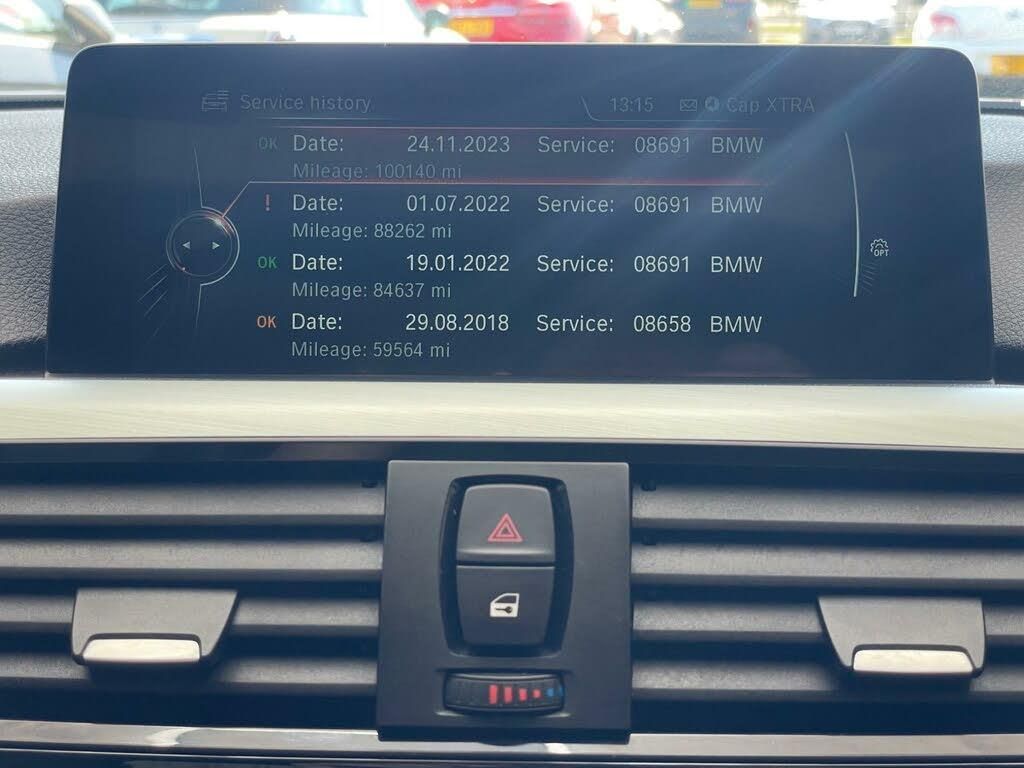 Service history 13:15 Cap XTRA
OK Date: 24.11.2023 Service: 08691 BMW
Mileage: 100140 mi
! Date: 01.07.2022 Service: 08691 BMW
Mileage: 88262 mi
OK Date: 19.01.2022 Service: 08691 BMW
OPT
Mileage: 84637 mi
OK Date: 29.08.2018 Service: 08658 BMW
Mileage: 59564 mi